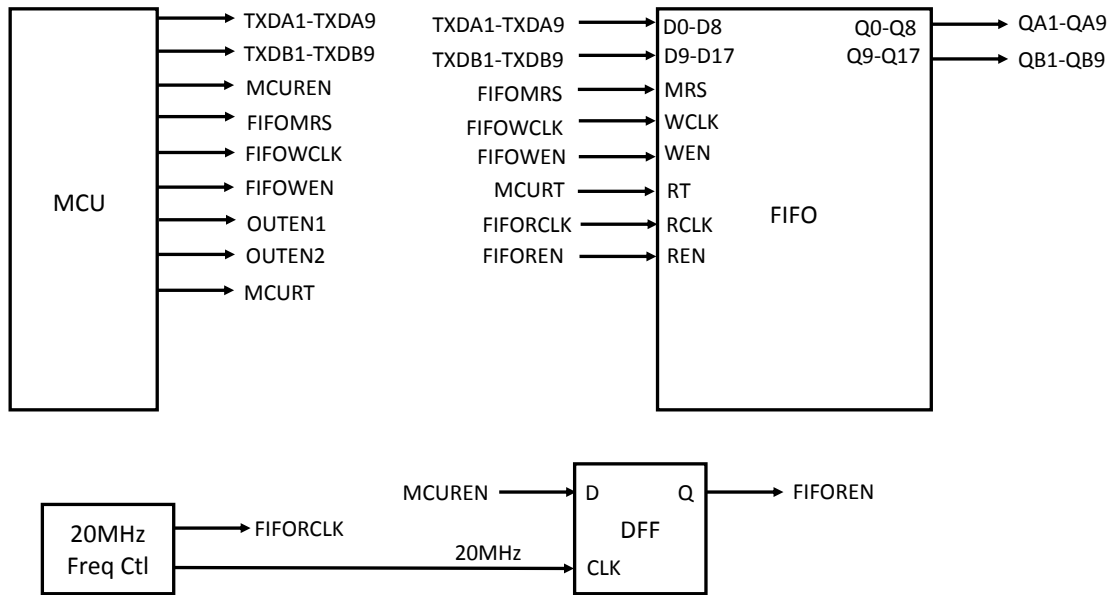 TXDA1-TXDA9
TXDB1-TXDB9
MCUREN
FIFOMRS
FIFOWCLK
FIFOWEN
OUTEN1
OUTEN2
MCURT
MCU
TXDA1-TXDA9
TXDB1-TXDB9
FIFOMRS
FIFOWCLK
FIFOWEN
MCURT
FIFORCLK
FIFOREN
D0-D8
D9-D17
MRS
WCLK
WEN
RT
RCLK
REN
FIFO
Q0-Q8
Q9-Q17
QA1-QA9
QB1-QB9
20MHz
Freq Ctl
FIFORCLK
20MHz
MCUREN
D
Q
DFF
CLK
FIFOREN